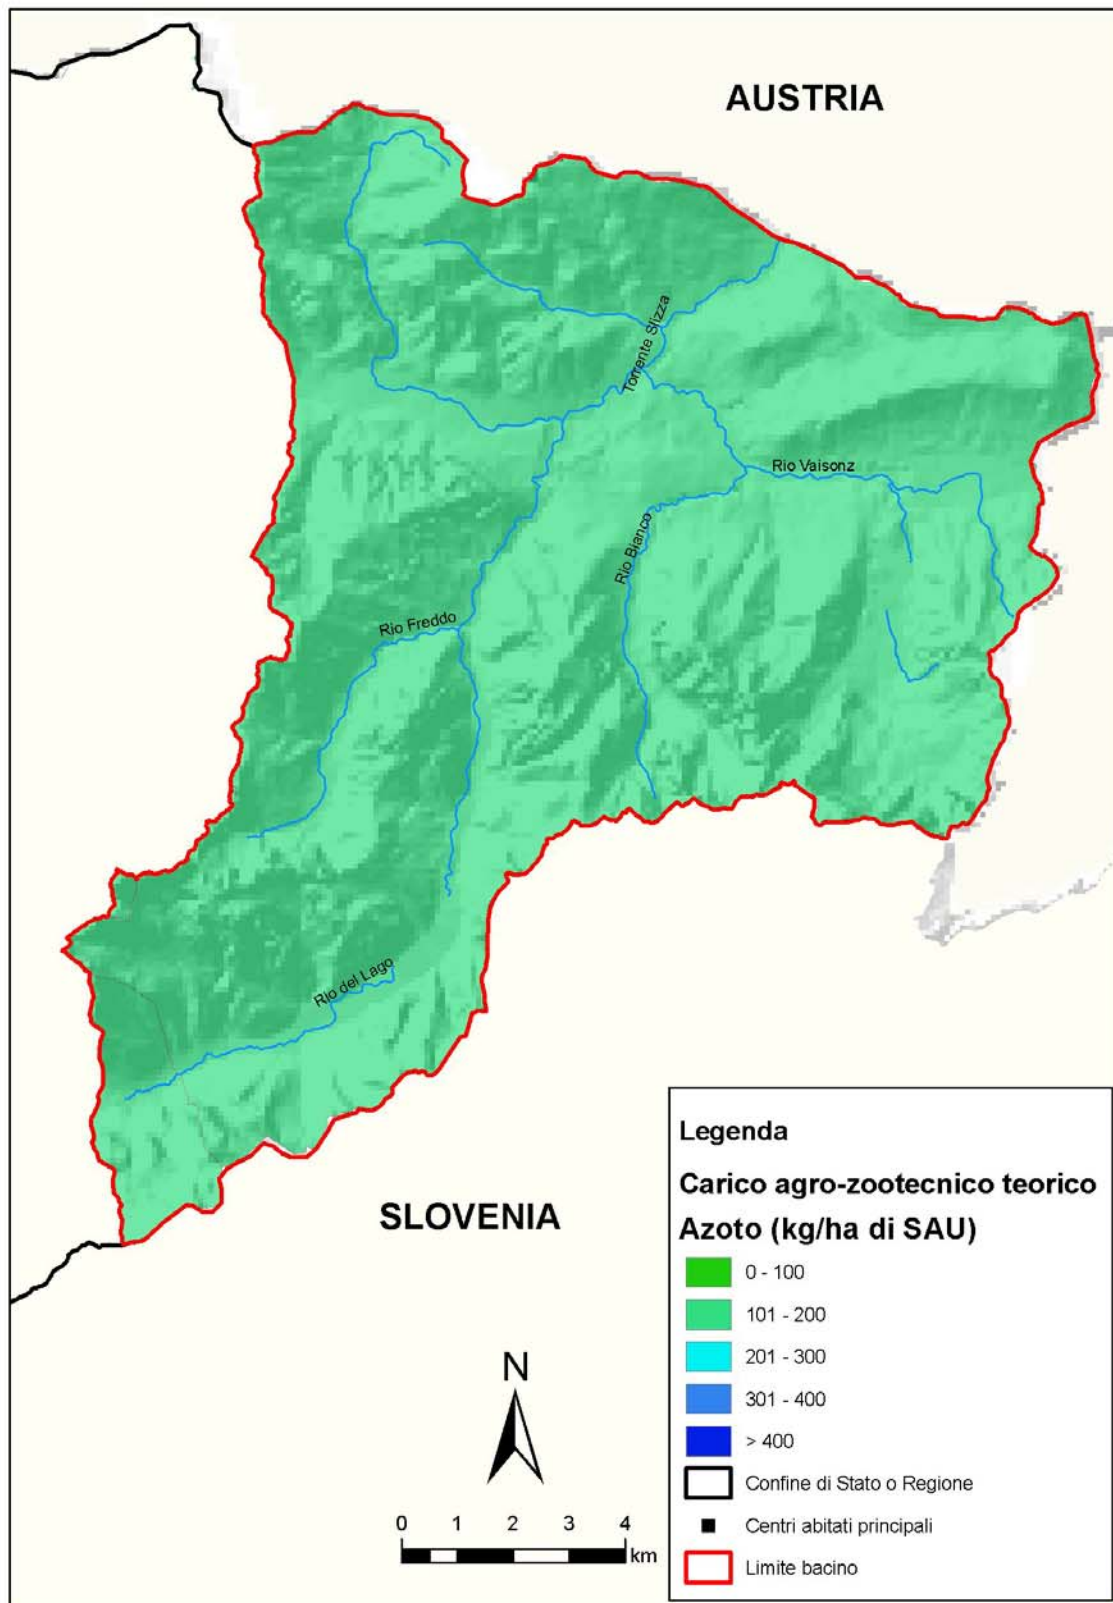 AUSTRIA
Torrente Slizza
Rio Vaisonz
Rio Bianco
Rio Freddo
Rio del Lago
SLOVENIA
Legenda
Carico agro-zootecnico teorico
Azoto (kg/ha di SAU)
0 - 100
101 - 200
201 - 300
301 - 400
> 400
Confine di Stato o Regione
Centri abitati principali
Limite bacino
N
0 1 2 3 4
km